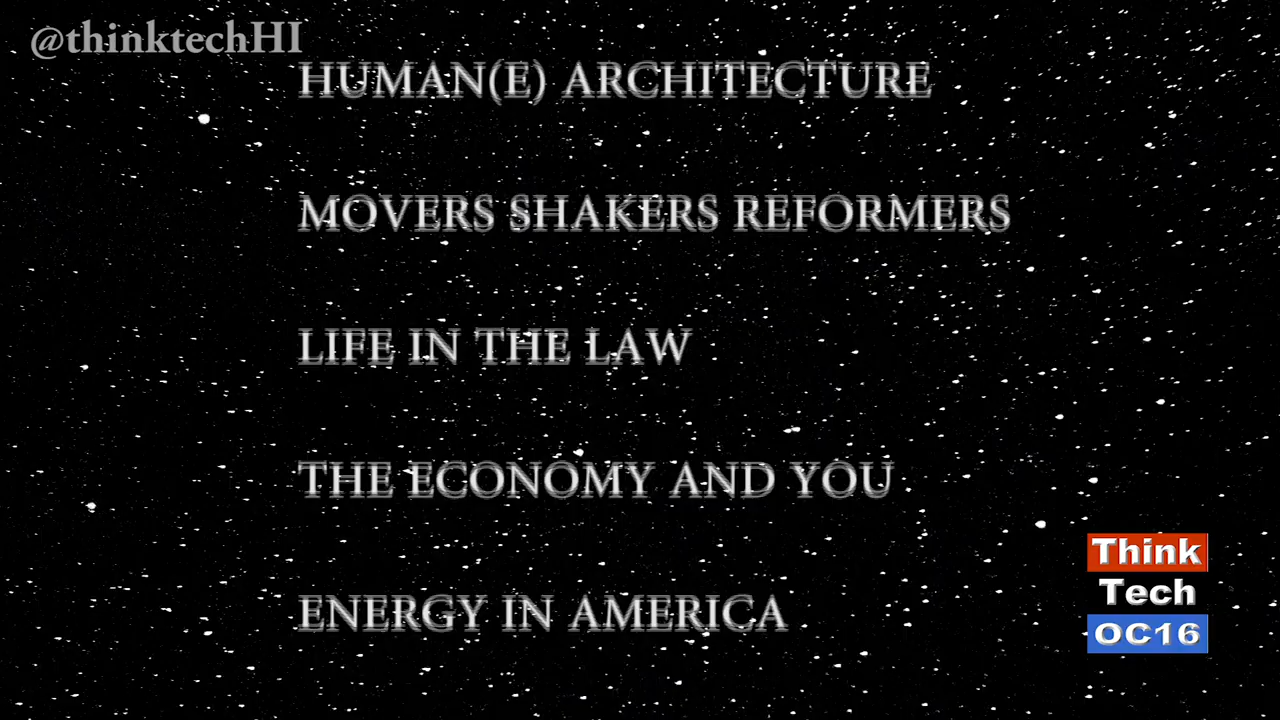 @thinktechHI
HUMAN(E) ARCHITECTURE
MOVERS SHAKERS REFORMERS
LIFE IN THE LAW
THE ECONOMY AND YOU
ENERGY IN AMERICA
Think
Tech
OC16